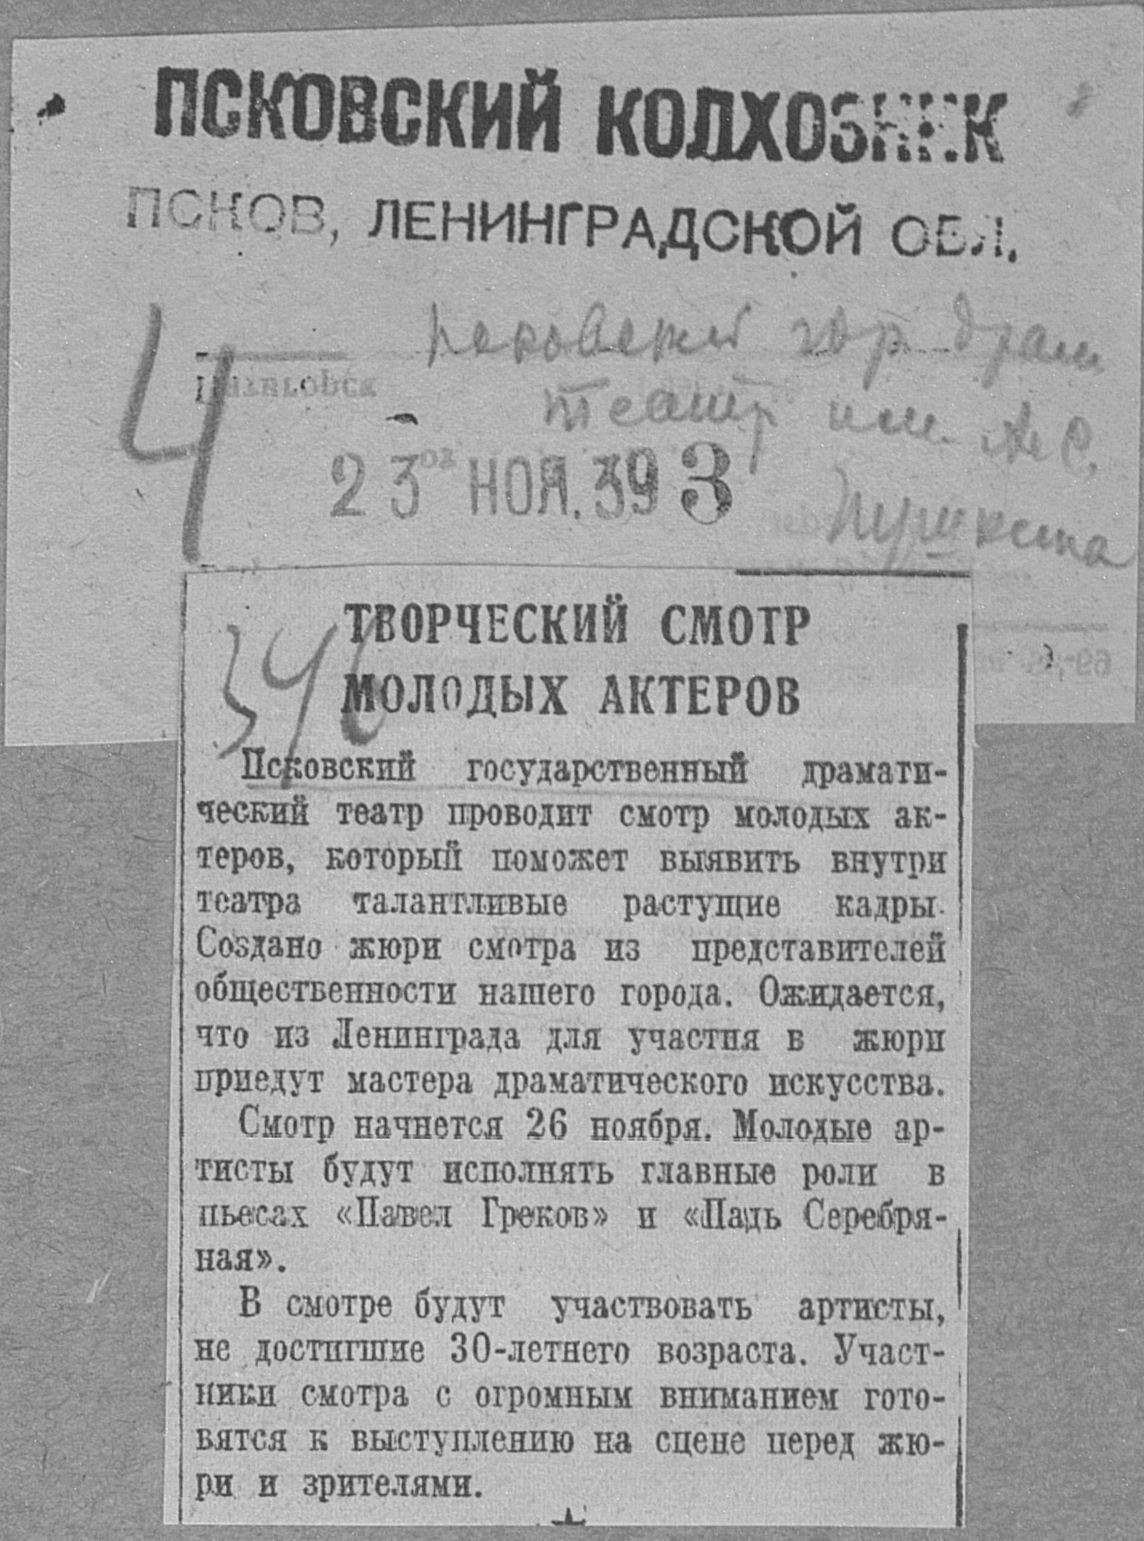 ПСКОВСКИЙ КОЛХОЗНИК
ПСКОВ, ЛЕНИНГРАДСКОЙ ОБЛ.
4
Псковский гор драм
театр им. А.С.
Пушкина
23 НОЯ. 39 3
346
ТВОРЧЕСКИЙ СМОТР
МОЛОДЫХ АКТЕРОВ
Псковский государственный драмати-
ческий театр проводит смотр молодых ак-
теров, который поможет выявить внутри
театра талантливые растущие кадры.
Создано жюри смотра из представителей
общественности нашего города. Ожидается,
что из Ленинграда для участия в жюри
приедут мастера драматического искусства.
Смотр начнется 26 ноября. Молодые ар-
тисты будут исполнять главные роли в
пьесах «Павел Греков» и «Падь Серебря-
ная».
В смотре будут участвовать артисты,
не достигшие 30-летнего возраста. Участ-
ники смотра с огромным вниманием гото-
вятся к выступлению на сцене перед жю-
ри и зрителями.